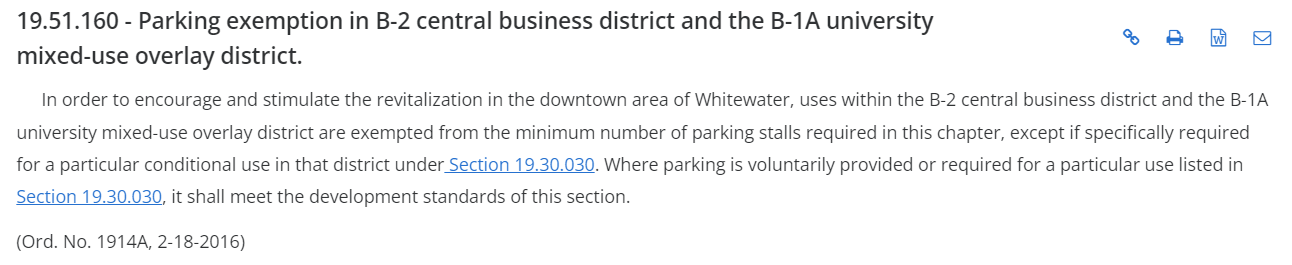 19.51.160 - Parking exemption in B-2 central business district and the B-1A university
mixed-use overlay district.
In order to encourage and stimulate the revitalization in the downtown area of Whitewater, uses within the B-2 central business district and the B-1A
university mixed-use overlay district are exempted from the minimum number of parking stalls required in this chapter, except if specifically required
for a particular conditional use in that district under Section 19.30.030. Where parking is voluntarily provided or required for a particular use listed in
Section 19.30.030, it shall meet the development standards of this section.
(Ord. No. 1914A, 2-18-2016)